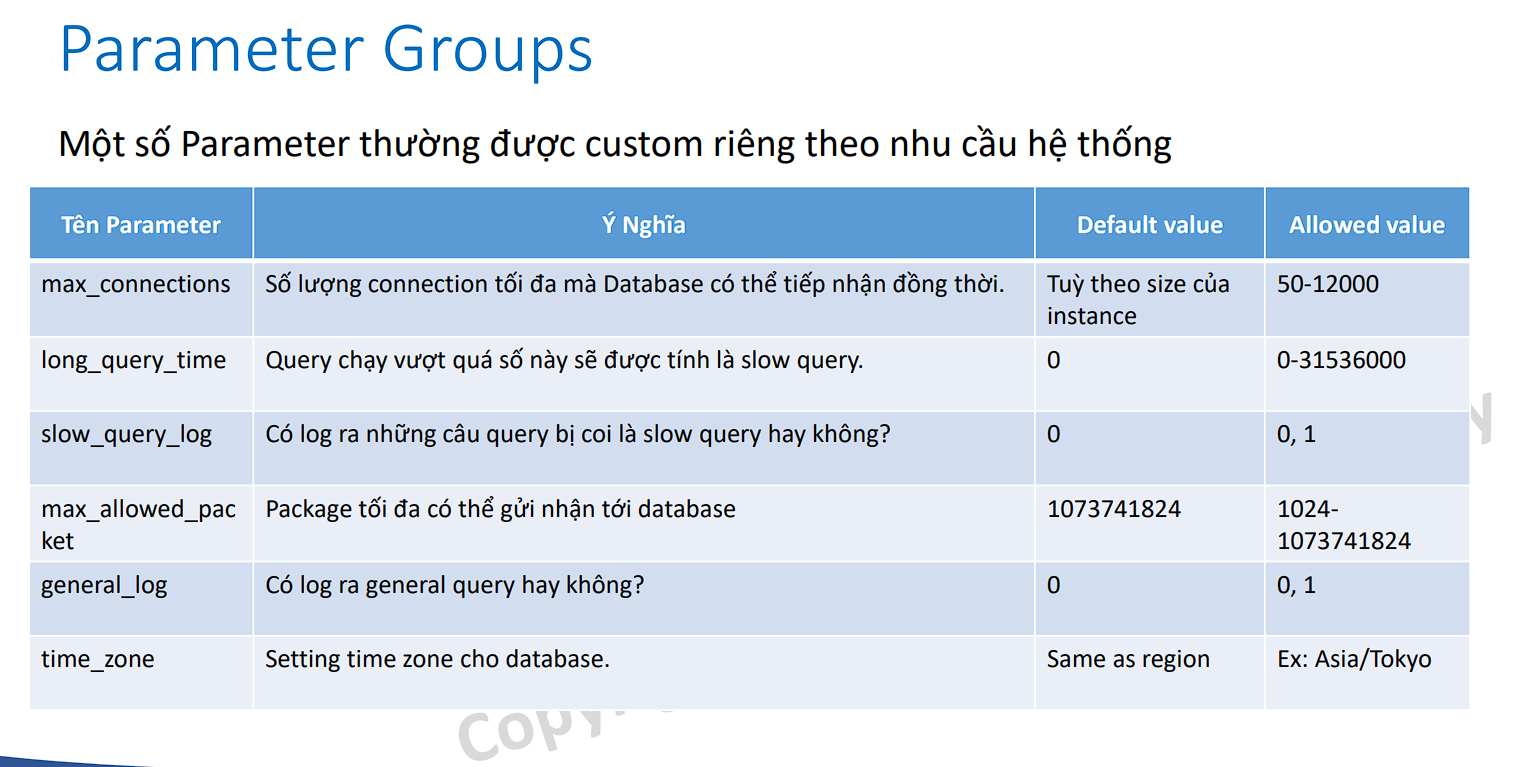 Parameter Groups
Một số Parameter thường được custom riêng theo nhu cầu hệ thống
Tên Parameter Ý Nghĩa Default value Allowed value
max_connections Số lượng connection tối đa mà Database có thể tiếp nhận đồng thời. Tuỳ theo size của 50-12000
instance
long_query_time Query chạy vượt quá số này sẽ được tính là slow query. 0 0-31536000
slow_query_log Có log ra những câu query bị coi là slow query hay không? 0 0, 1
max_allowed_pac Package tối đa có thể gửi nhận tới database 1073741824 1024-
ket 1073741824
general_log Có log ra general query hay không? 0 0, 1
time_zone Setting time zone cho database. Same as region Ex: Asia/Tokyo